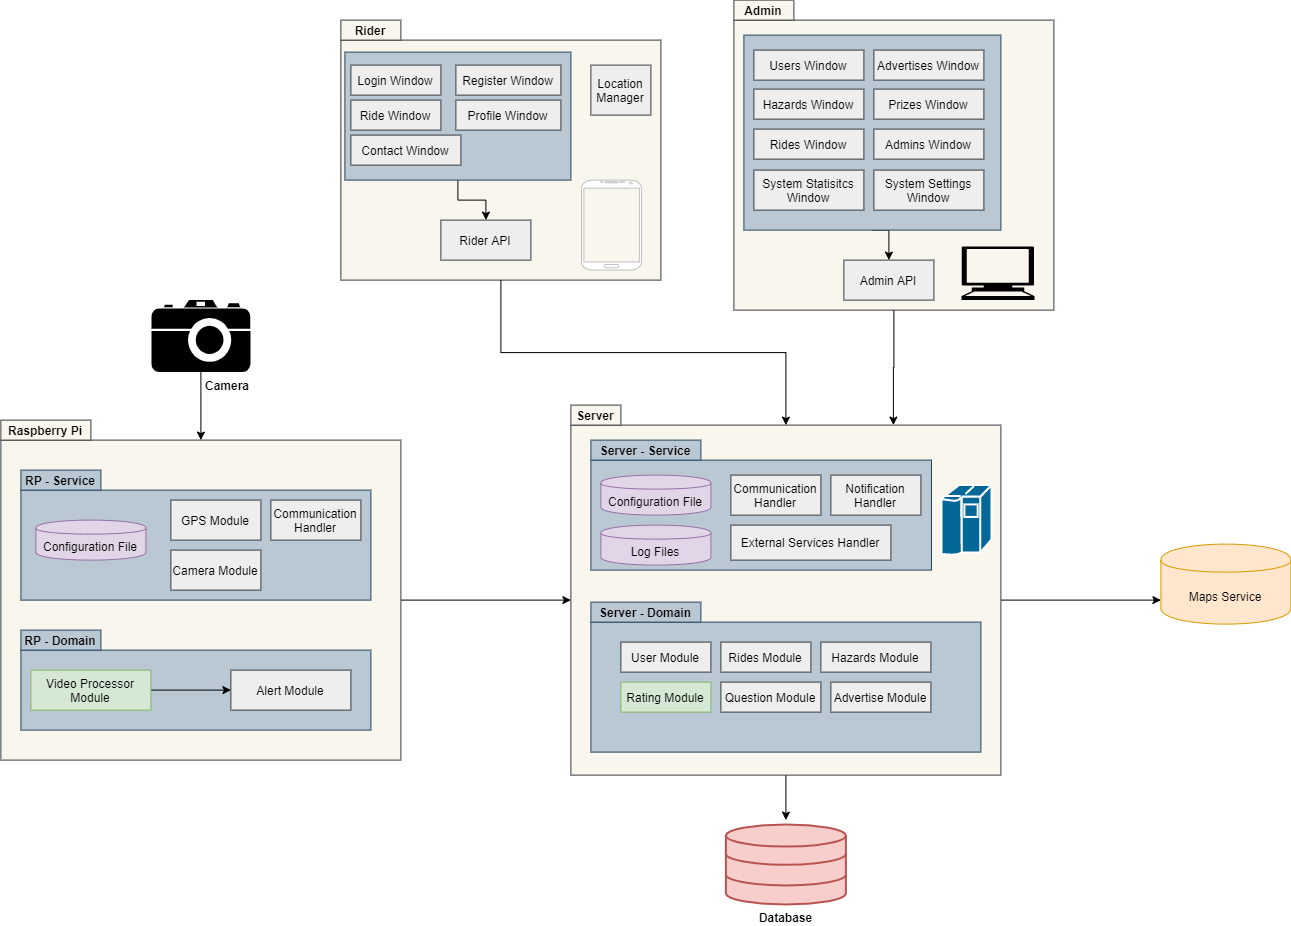 Rider
Login Window
Register Window
Ride Window
Profile Window
Contact Window
Location
Manager
Rider API
Admin
Users Window
Advertises Window
Hazards Window
Prizes Window
Rides Window
Admins Window
System Statisitcs
Window
System Settings
Window
Admin API
Camera
Raspberry Pi
RP - Service
Configuration File
GPS Module
Communication
Handler
Camera Module
RP - Domain
Video Processor
Module
Alert Module
Server
Server - Service
Configuration File
Communication
Handler
Notification
Handler
Log Files
External Services Handler
Server - Domain
User Module
Rides Module
Hazards Module
Rating Module
Question Module
Advertise Module
Maps Service
Database